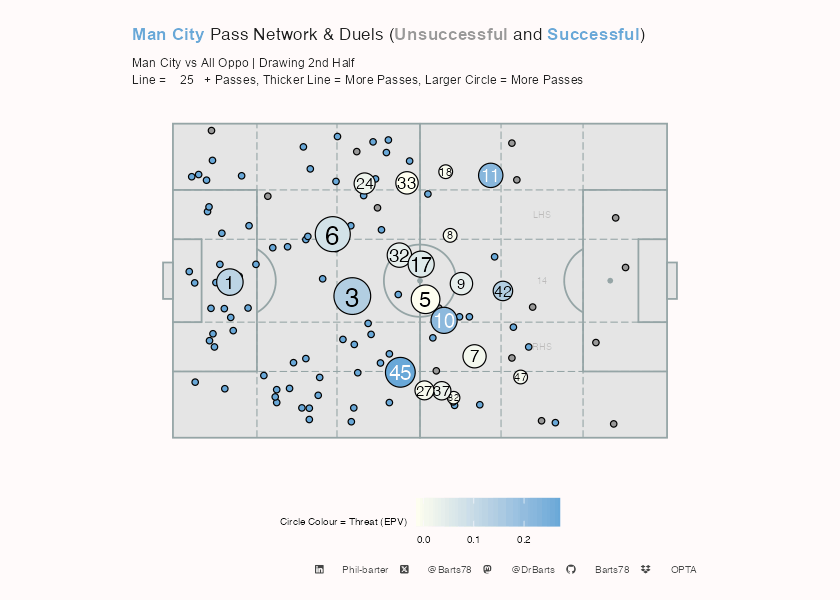 Man City Pass Network & Duels (Unsuccessful and Successful)
Man City vs All Oppo | Drawing 2nd Half
Line = 25 + Passes, Thicker Line = More Passes, Larger Circle = More Passes
18
11
24
33
LHS
6
8
32
17
1
9
14
42
3
5
10
RHS
7
45
47
27
37
82
Circle Colour = Threat (EPV)
0.0 0.1 0.2
Phil-barter @Barts78 @DrBarts Barts78 OPTA